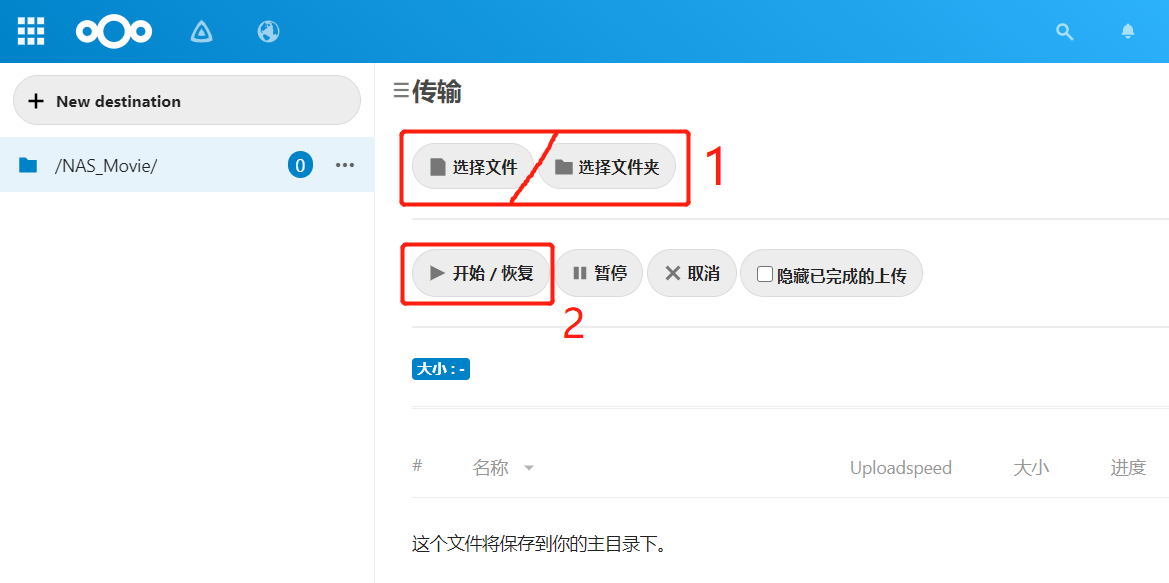 New destination
/NAS_Movie/
0
传输
选择文件
选择文件夹
1
开始 / 恢复
暂停
取消
隐藏已完成的上传
2
大小 : -
# 名称 Uploadspeed 大小 进度
这个文件将保存到你的主目录下。